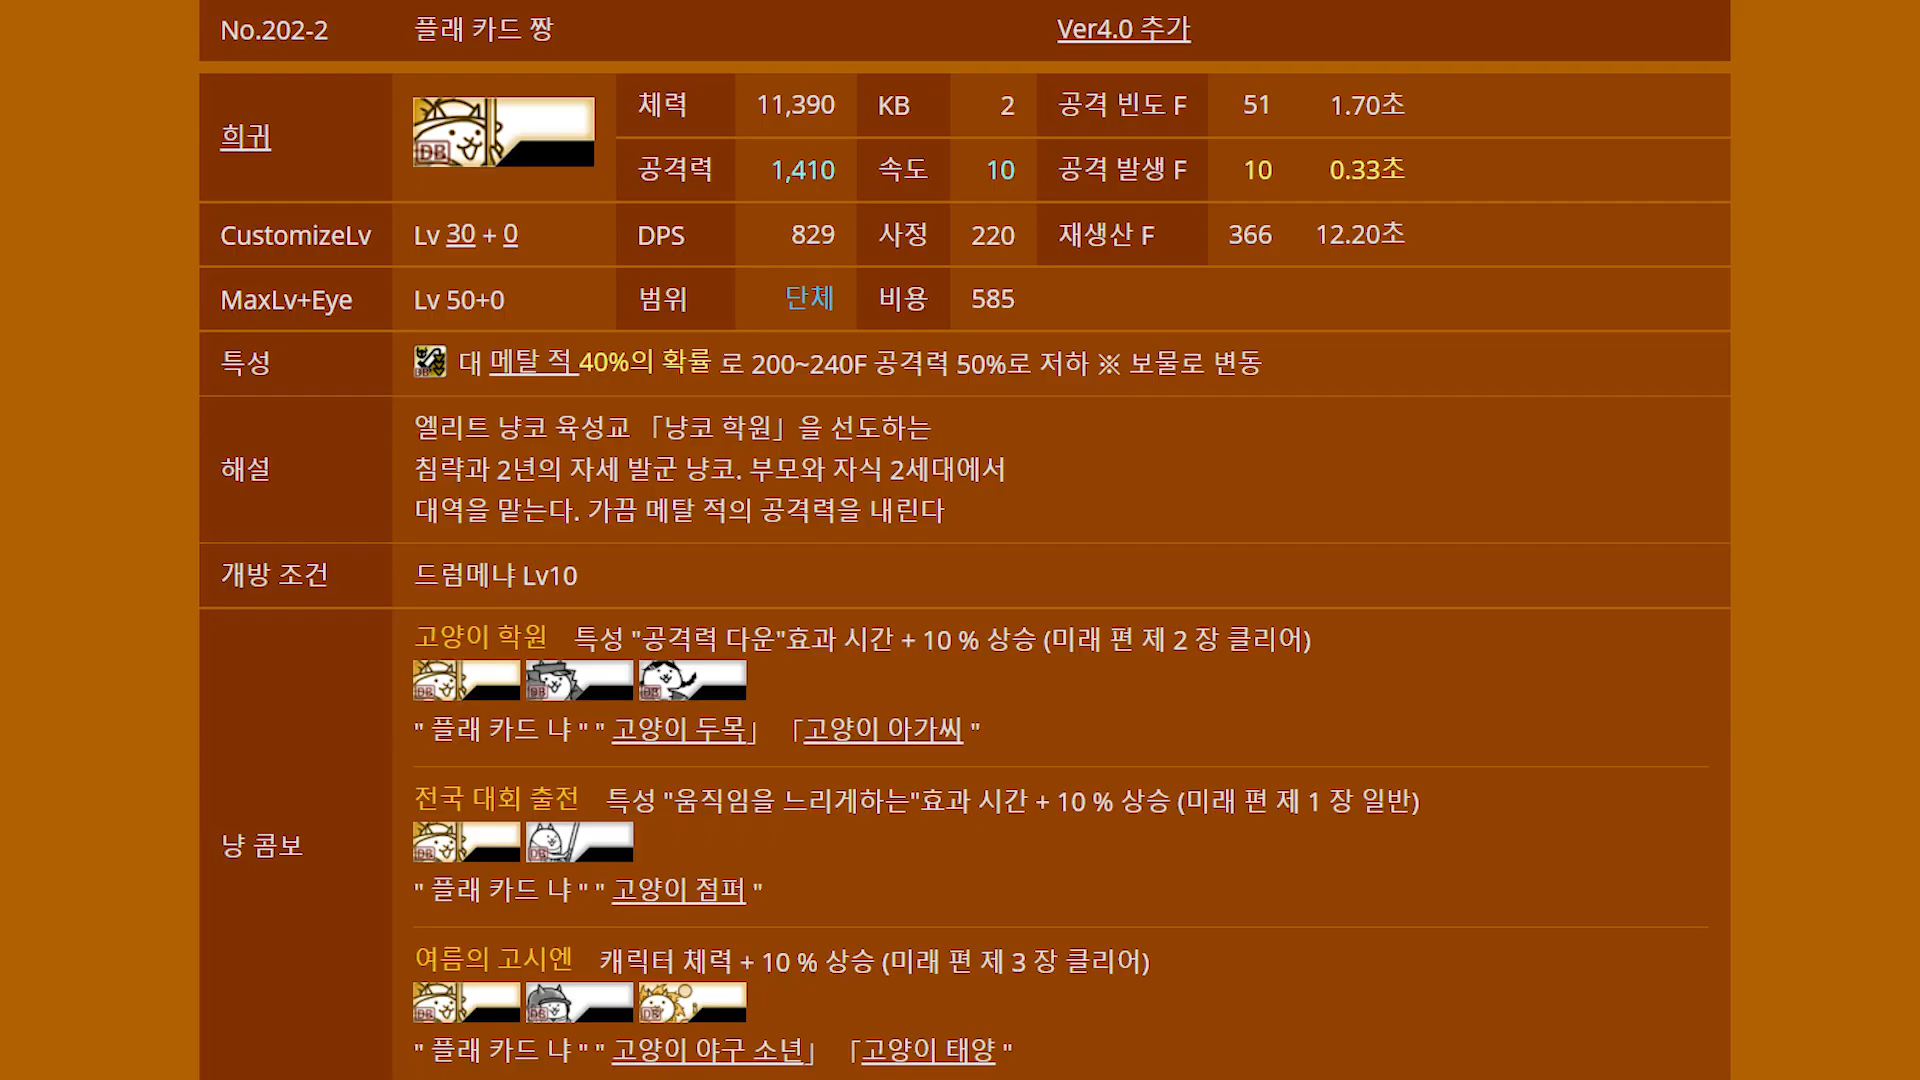 No.202-2 플래 카드 짱 Ver4.0 추가
희귀 체력 11,390 KB 2 공격 빈도 F 51 1.70초
공격력 1,410 속도 10 공격 발생 F 10 0.33초
CustomizeLv Lv 30 + 0 DPS 829 사정 220 재생산 F 366 12.20초
MaxLv+Eye Lv 50+0 범위 단체 비용 585
특성 대 메탈 적 40%의 확률 로 200~240F 공격력 50%로 저하 ※ 보물로 변동
해설
엘리트 냥코 육성교 「냥코 학원」을 선도하는
침략과 2년의 자세 발군 냥코. 부모와 자식 2세대에서
대역을 맡는다. 가끔 메탈 적의 공격력을 내린다
개방 조건 드럼메냐 Lv10
냥 콤보
고양이 학원 특성 "공격력 다운"효과 시간 + 10 % 상승 (미래 편 제 2 장 클리어)
DB DB DB
" 플래 카드 냐 " " 고양이 두목」 「고양이 아가씨 "
전국 대회 출전 특성 "움직임을 느리게하는"효과 시간 + 10 % 상승 (미래 편 제 1 장 일반)
DB DB
" 플래 카드 냐 " " 고양이 점퍼 "
여름의 고시엔 캐릭터 체력 + 10 % 상승 (미래 편 제 3 장 클리어)
DB DB DB
" 플래 카드 냐 " " 고양이 야구 소년」 「고양이 태양 "